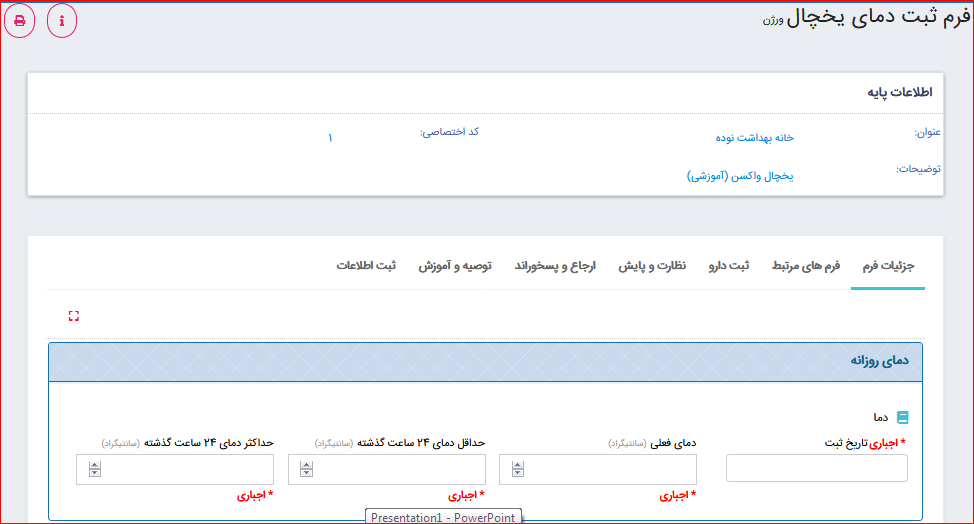 فرم ثبت دمای یخچال ورژن
اطلاعات پایه
عنوان: خانه بهداشت نوده کد اختصاصی: ۱
توضیحات: یخچال واکسن (آموزشی)
جزئیات فرم فرم های مرتبط ثبت دارو نظارت و پایش ارجاع و پسخوراند توصیه و آموزش ثبت اطلاعات
دمای روزانه
دما
* اجباری تاریخ ثبت دمای فعلی (سانتیگراد) حداقل دمای ۲۴ ساعت گذشته (سانتیگراد) حداکثر دمای ۲۴ ساعت گذشته (سانتیگراد)
* اجباری * اجباری * اجباری
Presentation1 - PowerPoint